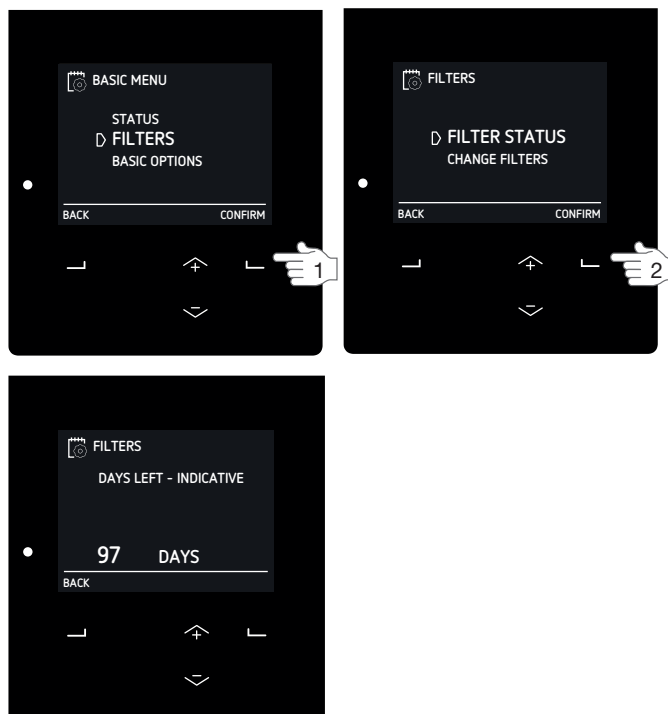 BASIC MENU
STATUS
FILTERS
BASIC OPTIONS
BACK CONFIRM
1
FILTERS
FILTER STATUS
CHANGE FILTERS
BACK CONFIRM
2
FILTERS
DAYS LEFT - INDICATIVE
97 DAYS
BACK